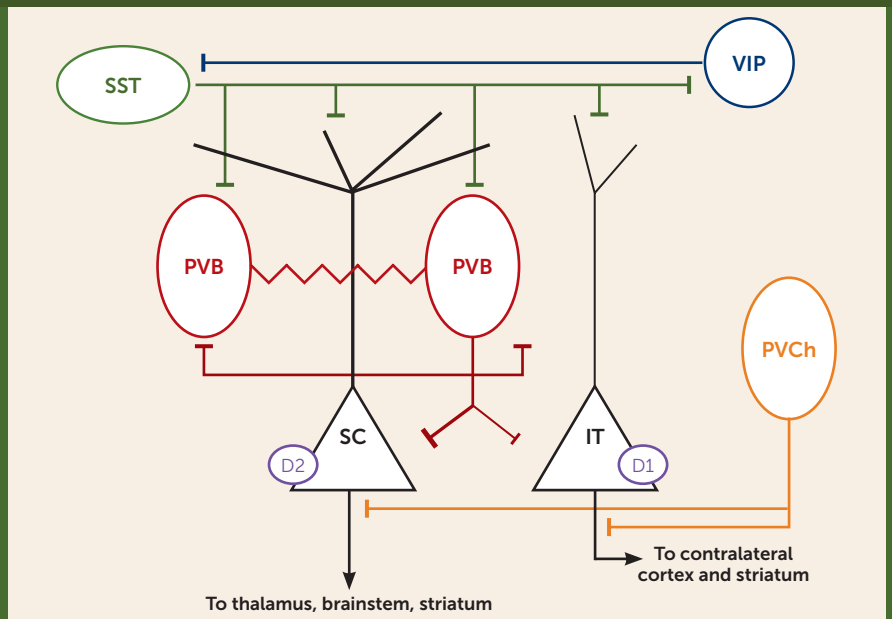 SST
VIP
PVB
PVB
PVCh
SC
IT
D2
D1
To contralateral
cortex and striatum
To thalamus, brainstem, striatum